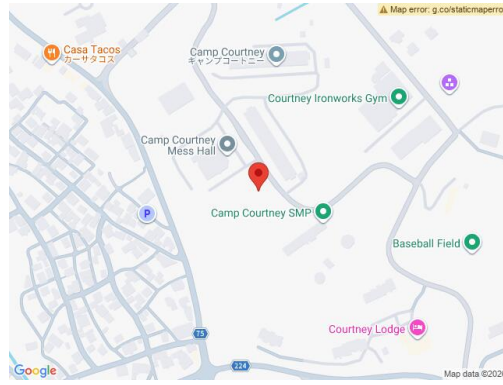 Map error: g.co/staticmaperro
Casa Tacos
カーサタコス
Camp Courtney
キャンプコートニー
Courtney Ironworks Gym
Camp Courtney
Mess Hall
P
Camp Courtney SMP
Baseball Field
75
Courtney Lodge
224
Google
Map data ©2026